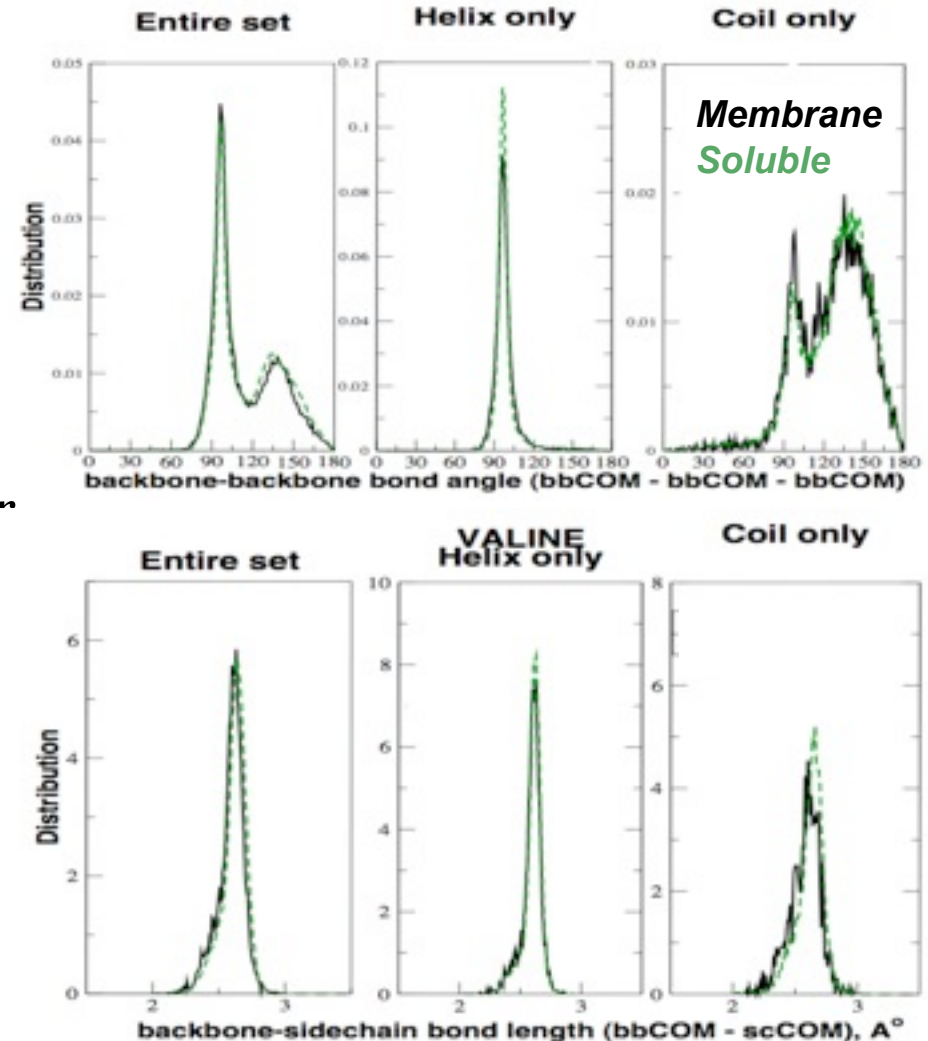 Entire set
Helix only
Coil only
0.05
0.04
0.03
0.02
0.01
0
0.12
0.1
0.08
0.06
0.04
0.02
0
0.03
0.02
0.01
0
Membrane
Soluble
Distribution
0 30 60 90 120 150 180
0 30 60 90 120 150 180
0 30 60 90 120 150 180
backbone-backbone bond angle (bbCOM - bbCOM - bbCOM)
VALINE
Entire set
Helix only
Coil only
6
4
2
0
10
8
6
4
2
0
8
6
4
2
0
Distribution
2 3
2 3
2 3
backbone-sidechain bond length (bbCOM - scCOM), A°